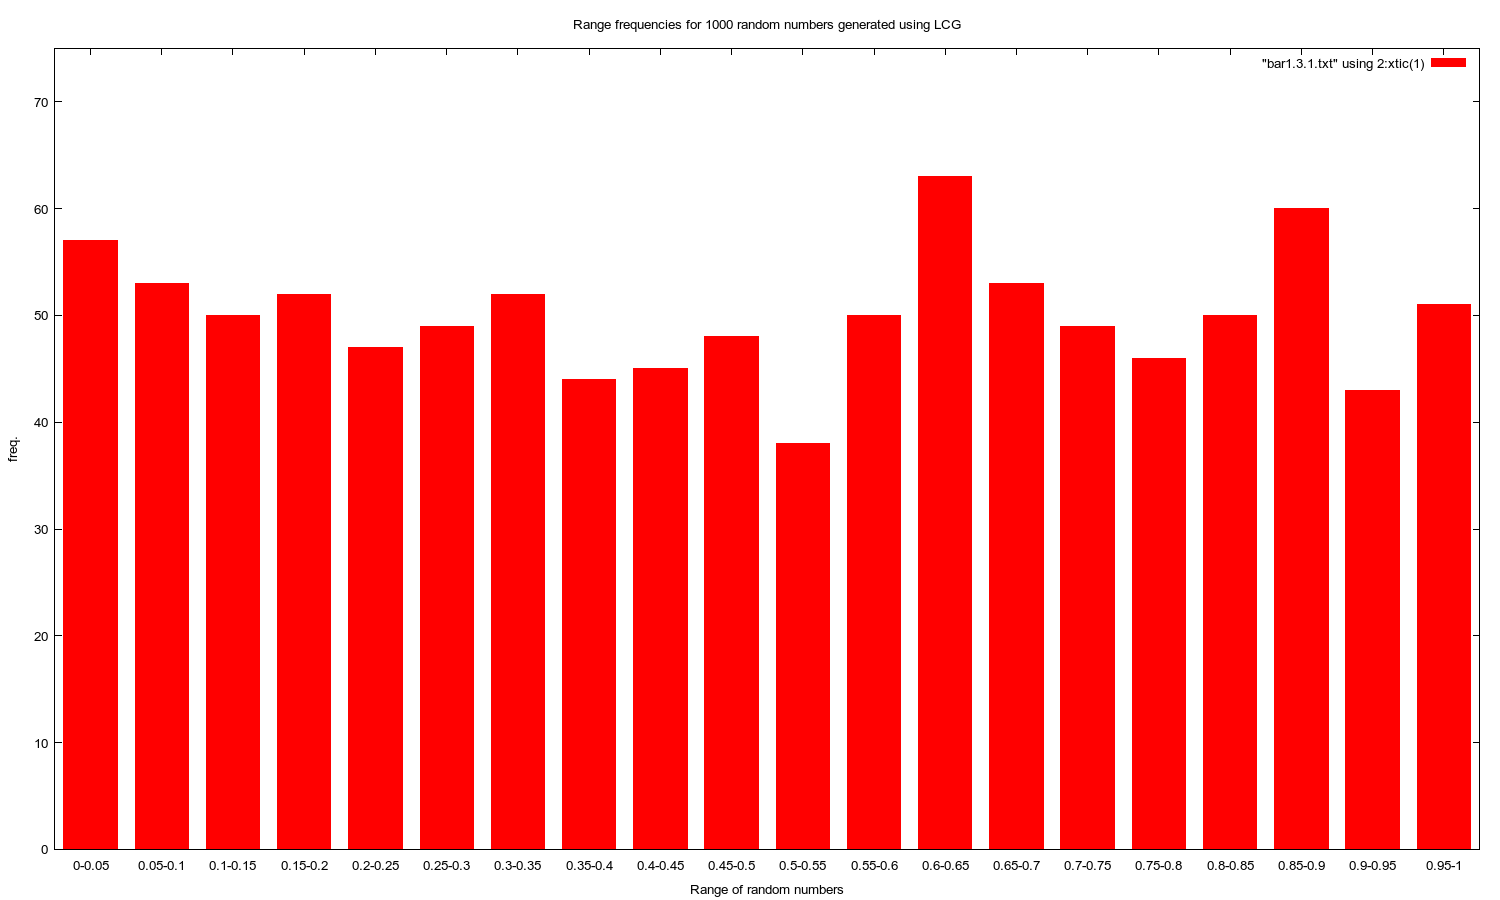 Range frequencies for 1000 random numbers generated using LCG
"bar1.3.1.txt" using 2:xtic(1)
70
60
50
40
30
20
10
0
freq.
0-0.05 0.05-0.1 0.1-0.15 0.15-0.2 0.2-0.25 0.25-0.3 0.3-0.35 0.35-0.4 0.4-0.45 0.45-0.5 0.5-0.55 0.55-0.6 0.6-0.65 0.65-0.7 0.7-0.75 0.75-0.8 0.8-0.85 0.85-0.9 0.9-0.95 0.95-1
Range of random numbers